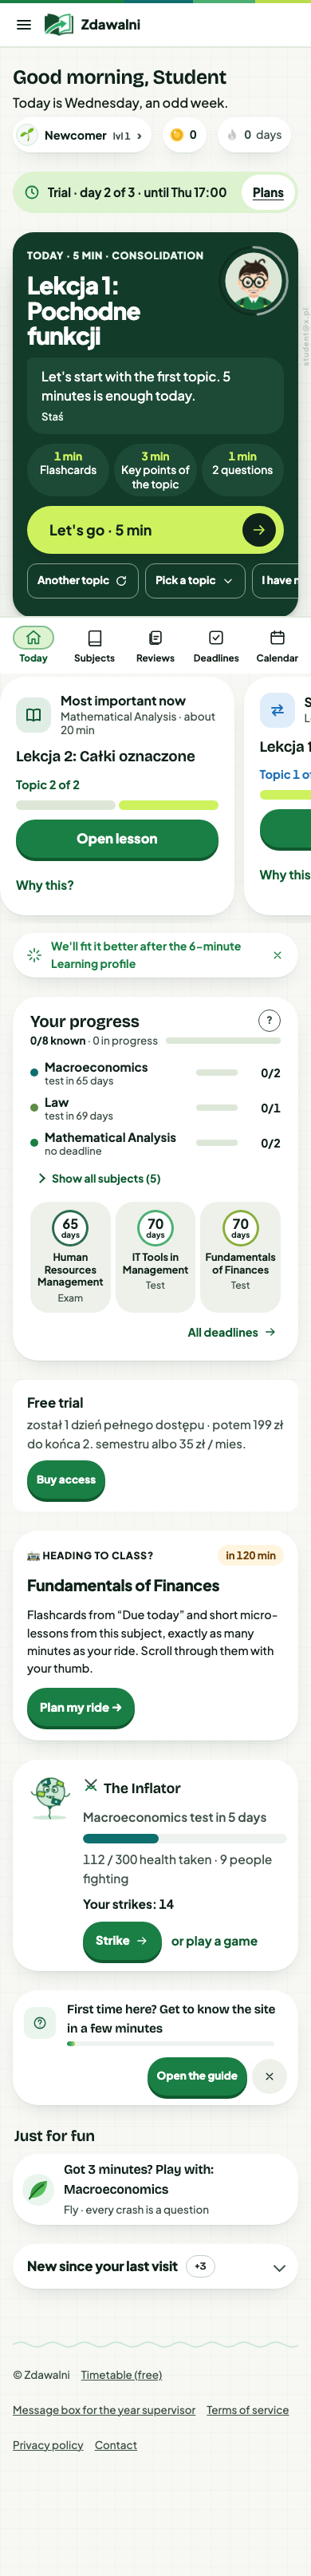 Zdawalni
Good morning, Student
Today is Wednesday, an odd week.
Newcomer lvl 1 ›
0
0 days
Trial · day 2 of 3 · until Thu 17:00
Plans
TODAY · 5 MIN · CONSOLIDATION
Lekcja 1:
Pochodne
funkcji
student@x.pl
Let's start with the first topic. 5
minutes is enough today.
Staś
1 min
Flashcards
3 min
Key points of
the topic
1 min
2 questions
Let's go · 5 min
Another topic
Pick a topic
I have n
Today
Subjects
Reviews
Deadlines
Calendar
Most important now
Mathematical Analysis · about
20 min
Lekcja 2: Całki oznaczone
Topic 2 of 2
Open lesson
Why this?
S
L
Lekcja 1
Topic 1 of
Why this
We'll fit it better after the 6-minute
Learning profile
Your progress
?
0/8 known · 0 in progress
Macroeconomics
test in 65 days
0/2
Law
test in 69 days
0/1
Mathematical Analysis
no deadline
0/2
Show all subjects (5)
65
days
Human
Resources
Management
Exam
70
days
IT Tools in
Management
Test
70
days
Fundamentals
of Finances
Test
All deadlines →
Free trial
został 1 dzień pełnego dostępu · potem 199 zł
do końca 2. semestru albo 35 zł / mies.
Buy access
HEADING TO CLASS?
in 120 min
Fundamentals of Finances
Flashcards from “Due today” and short micro-
lessons from this subject, exactly as many
minutes as your ride. Scroll through them with
your thumb.
Plan my ride →
The Inflator
Macroeconomics test in 5 days
112 / 300 health taken · 9 people
fighting
Your strikes: 14
Strike →
or play a game
First time here? Get to know the site
in a few minutes
Open the guide
Just for fun
Got 3 minutes? Play with:
Macroeconomics
Fly · every crash is a question
New since your last visit
+3
© Zdawalni
Timetable (free)
Message box for the year supervisor
Terms of service
Privacy policy
Contact